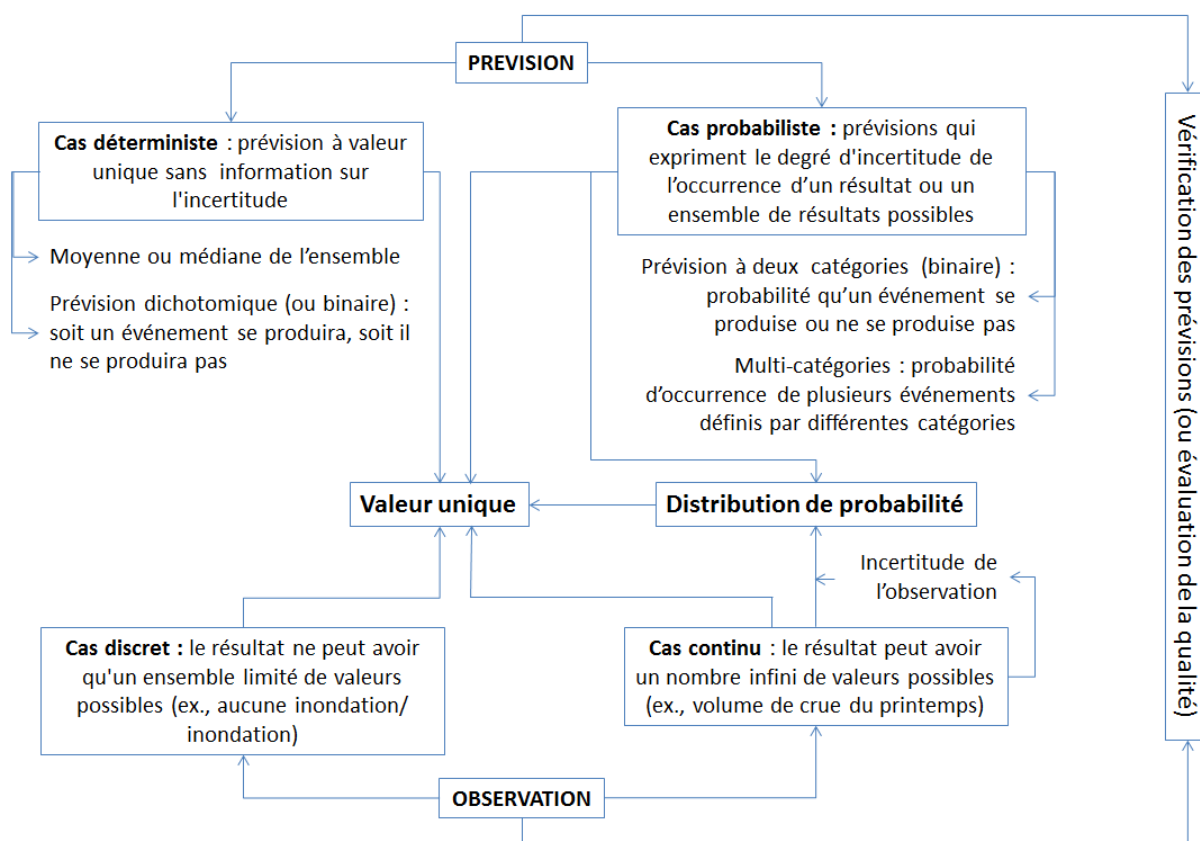 PREVISION
Cas déterministe : prévision à valeur
unique sans information sur
l'incertitude
Moyenne ou médiane de l’ensemble
Prévision dichotomique (ou binaire) :
soit un événement se produira, soit il
ne se produira pas
Cas probabiliste : prévisions qui
expriment le degré d'incertitude de
l’occurrence d’un résultat ou un
ensemble de résultats possibles
Prévision à deux catégories (binaire) :
probabilité qu’un événement se
produise ou ne se produise pas
Multi-catégories : probabilité
d’occurrence de plusieurs événements
définis par différentes catégories
Valeur unique
Distribution de probabilité
Incertitude de
l’observation
Cas discret : le résultat ne peut avoir
qu'un ensemble limité de valeurs
possibles (ex., aucune inondation/
inondation)
Cas continu : le résultat peut avoir
un nombre infini de valeurs possibles
(ex., volume de crue du printemps)
OBSERVATION
Vérification des prévisions (ou évaluation de la qualité)